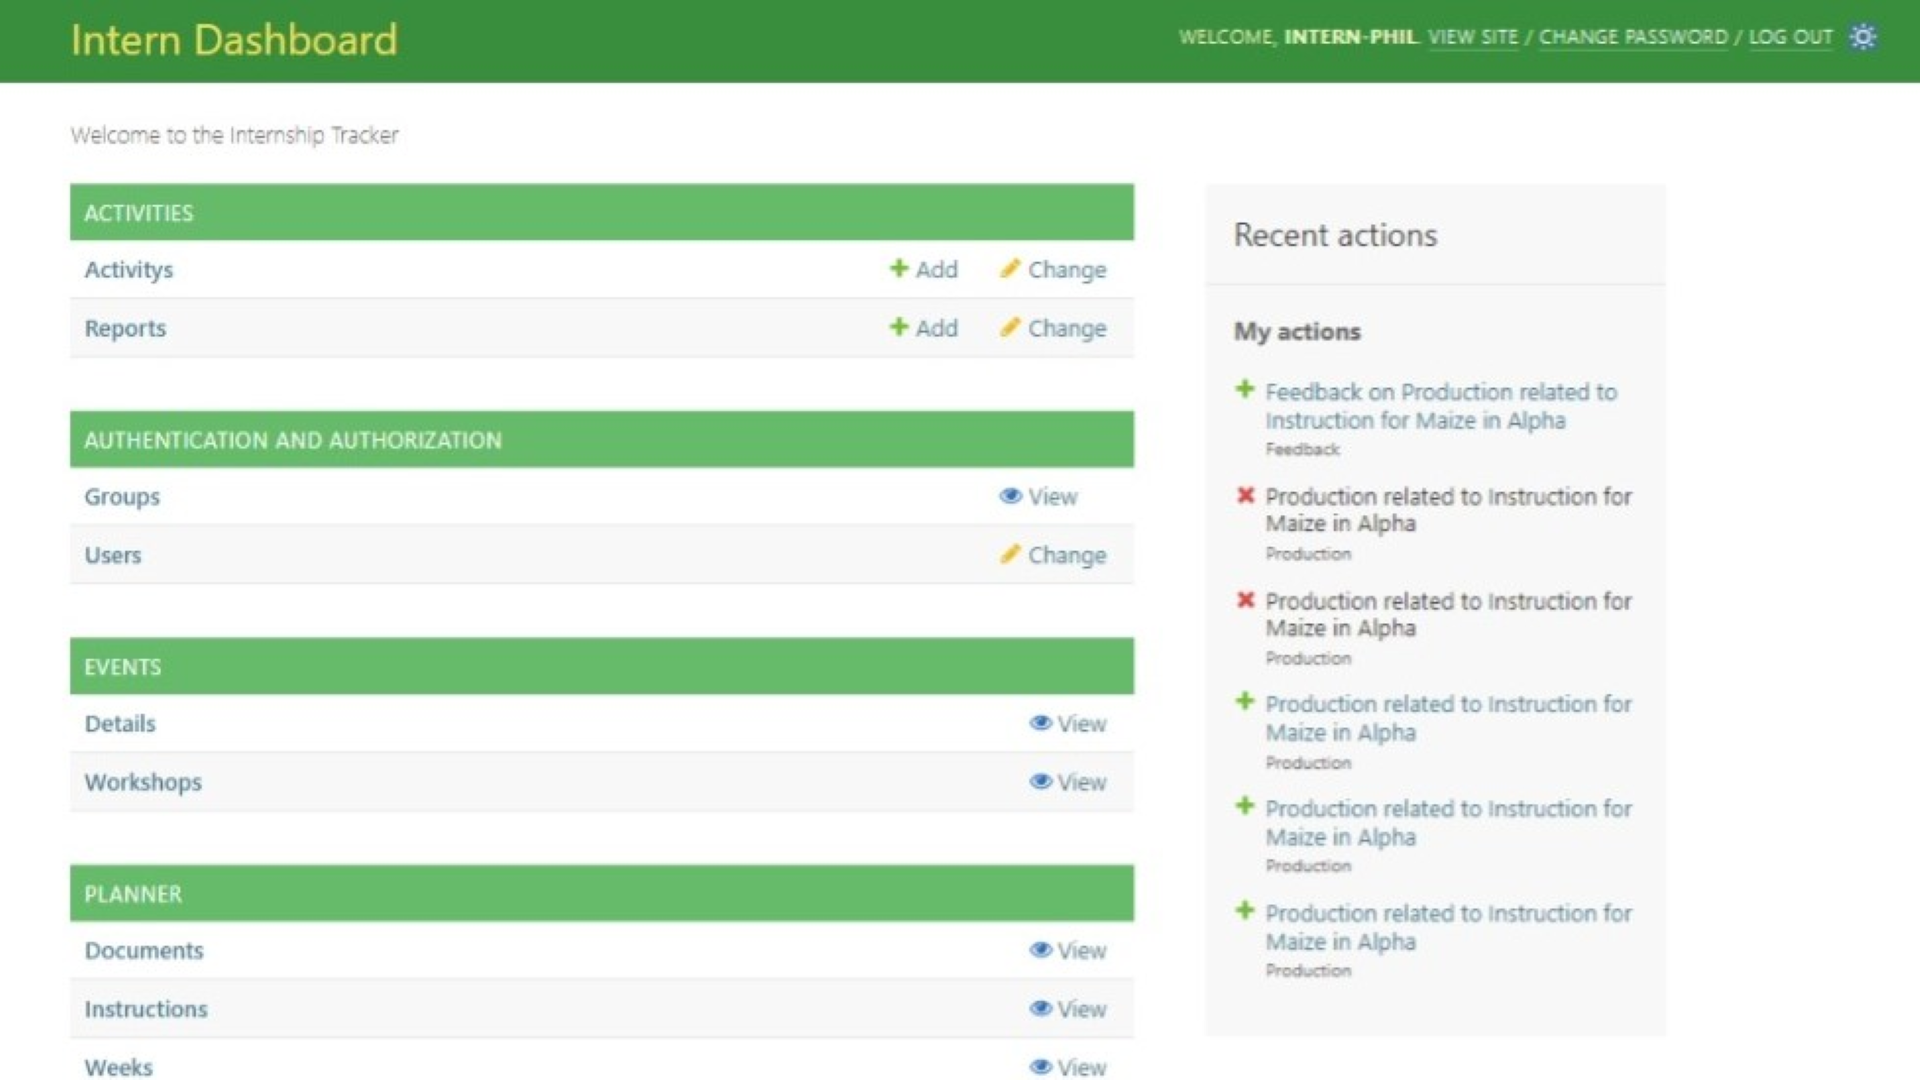 Intern Dashboard
WELCOME, INTERN-PHIL. VIEW SITE / CHANGE PASSWORD / LOG OUT
Welcome to the Internship Tracker
ACTIVITIES
Activitys Add Change
Reports Add Change
AUTHENTICATION AND AUTHORIZATION
Groups View
Users Change
EVENTS
Details View
Workshops View
PLANNER
Documents View
Instructions View
Weeks View
Recent actions
My actions
Feedback on Production related to
Instruction for Maize in Alpha
Feedback
Production related to Instruction for
Maize in Alpha
Production
Production related to Instruction for
Maize in Alpha
Production
Production related to Instruction for
Maize in Alpha
Production
Production related to Instruction for
Maize in Alpha
Production
Production related to Instruction for
Maize in Alpha
Production